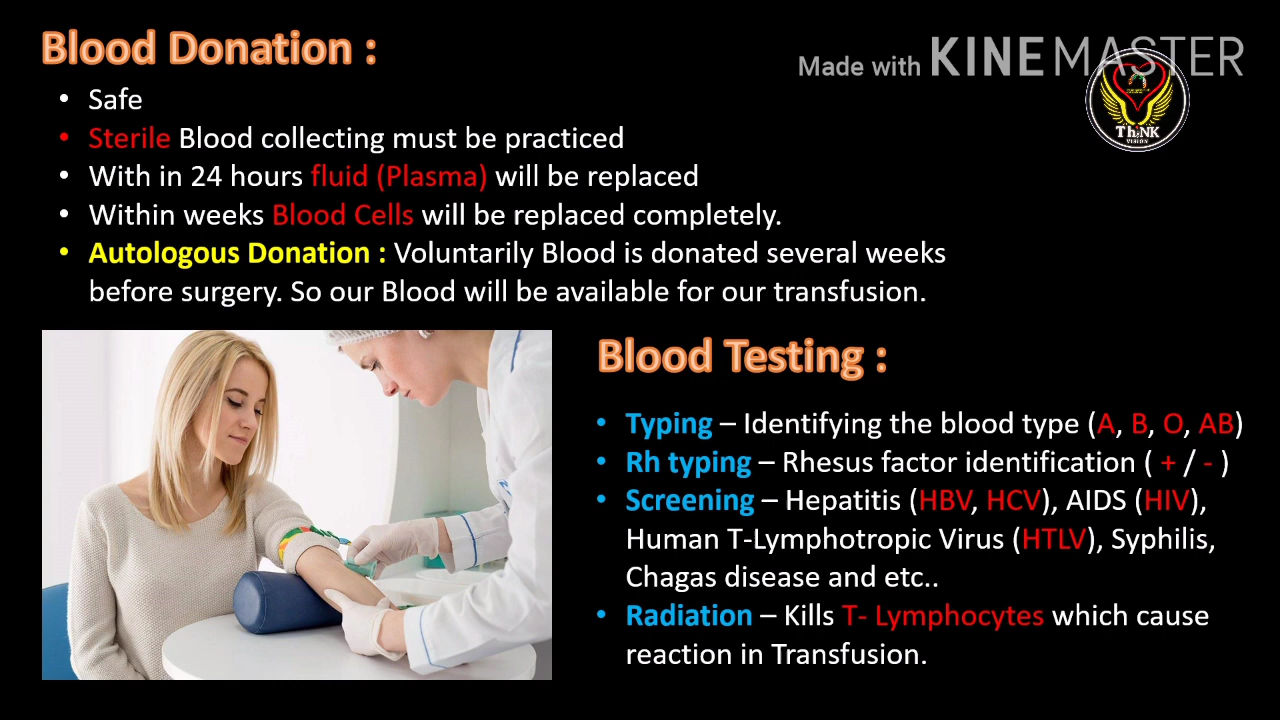 Blood Donation :
Made with KINEMASTER
• Safe
• Sterile Blood collecting must be practiced
• With in 24 hours fluid (Plasma) will be replaced
• Within weeks Blood Cells will be replaced completely.
• Autologous Donation : Voluntarily Blood is donated several weeks
before surgery. So our Blood will be available for our transfusion.
ThiNK
VISION
Blood Testing :
• Typing – Identifying the blood type (A, B, O, AB)
• Rh typing – Rhesus factor identification ( + / - )
• Screening – Hepatitis (HBV, HCV), AIDS (HIV),
Human T-Lymphotropic Virus (HTLV), Syphilis,
Chagas disease and etc..
• Radiation – Kills T- Lymphocytes which cause
reaction in Transfusion.